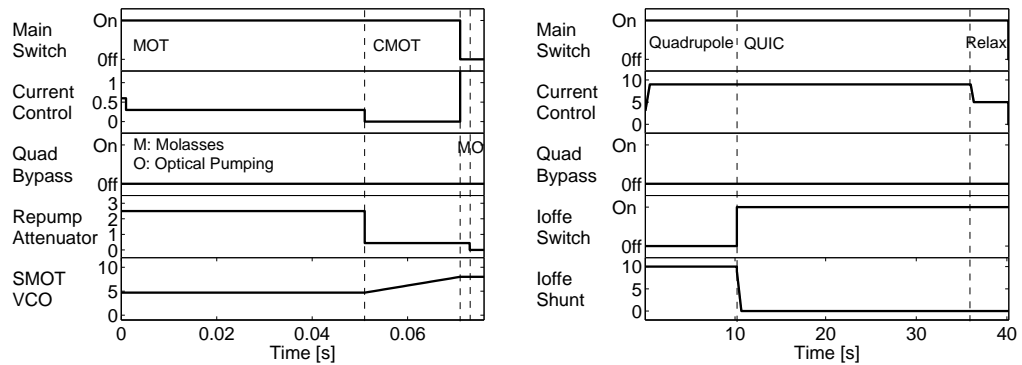 Main Switch
On
0ff
MOT
CMOT
Current Control
1
0.5
0
Quad Bypass
On
0ff
M: Molasses
O: Optical Pumping
MO
Repump Attenuator
3
2
1
0
SMOT VCO
10
5
0
0
0.02
0.04
0.06
Time [s]
Main Switch
On
0ff
Quadrupole
QUIC
Relax
Current Control
10
5
0
Quad Bypass
On
0ff
Ioffe Switch
On
0ff
Ioffe Shunt
10
5
0
10
20
30
40
Time [s]